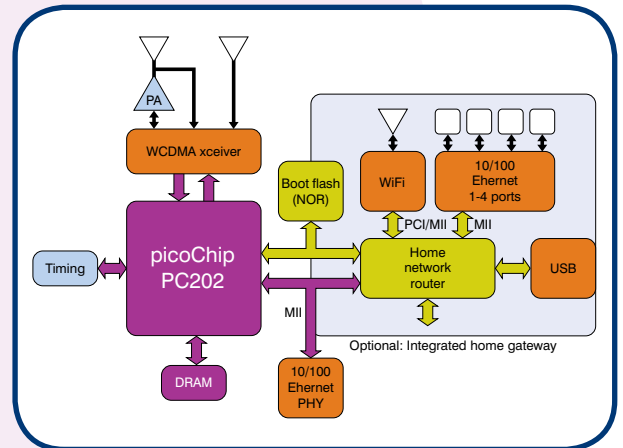 PA
WCDMA xceiver
Boot flash
(NOR)
WiFi
10/100
Ehernet
1-4 ports
PCI/MII
MII
Timing
picoChip
PC202
Home
network
router
USB
MII
Optional: Integrated home gateway
DRAM
10/100
Ehernet
PHY